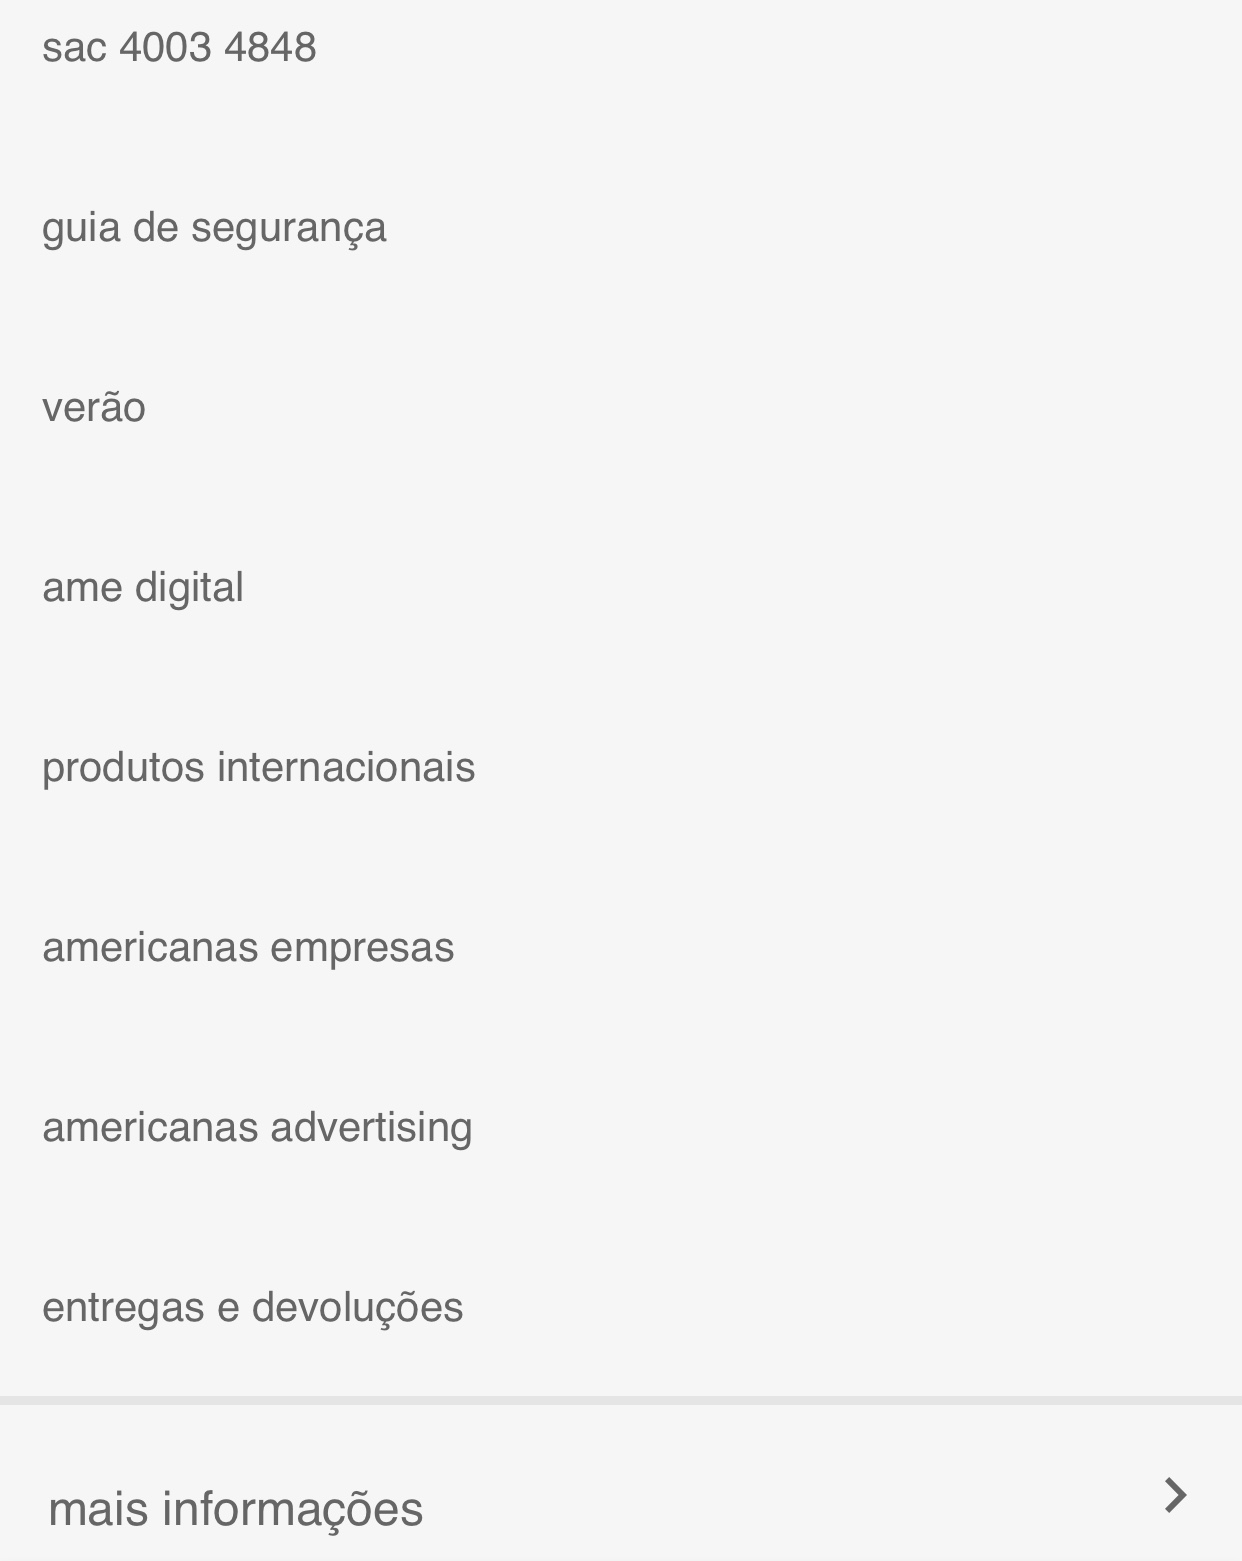 sac 4003 4848
guia de segurança
verão
ame digital
produtos internacionais
americanas empresas
americanas advertising
entregas e devoluções
mais informações